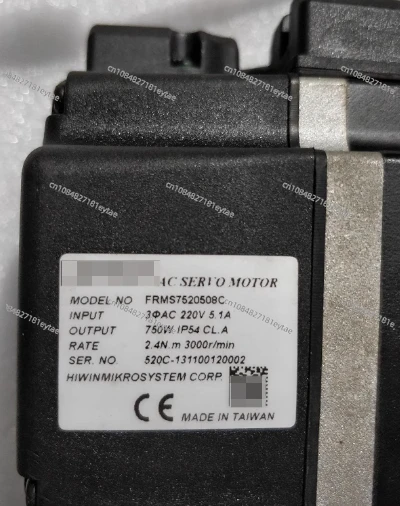 AC SERVO MOTOR
MODEL NO FRMS7520508C
INPUT 3ΦAC 220V 5.1A
OUTPUT 750W IP54 CL.A
RATE 2.4N.m 3000r/min
SER. NO. 520C-131100120002
HIWINMIKROSYSTEM CORP.
CE MADE IN TAIWAN
cn1084827181eytae